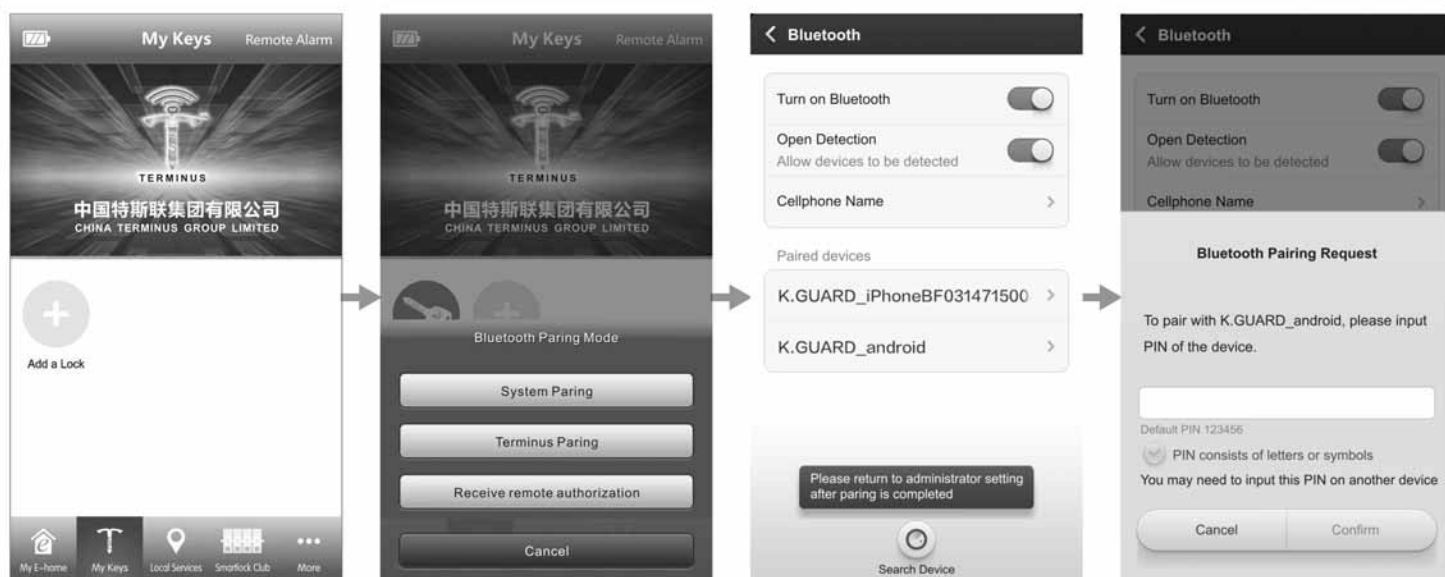 My Keys
Remote Alarm
TERMINUS
中国特斯联集团有限公司
CHINA TERMINUS GROUP LIMITED
Add a Lock
My E-home
My Keys
Local Services
Smartlock Club
More
My Keys
Remote Alarm
TERMINUS
中国特斯联集团有限公司
CHINA TERMINUS GROUP LIMITED
Bluetooth Paring Mode
System Paring
Terminus Paring
Receive remote authorization
Cancel
Bluetooth
Turn on Bluetooth
Open Detection
Allow devices to be detected
Cellphone Name
Paired devices
K.GUARD_iPhoneBF031471500
K.GUARD_android
Please return to administrator setting
after paring is completed
Search Device
Bluetooth
Turn on Bluetooth
Open Detection
Allow devices to be detected
Cellphone Name
Bluetooth Pairing Request
To pair with K.GUARD_android, please input
PIN of the device.
Default PIN 123456
PIN consists of letters or symbols
You may need to input this PIN on another device
Cancel
Confirm